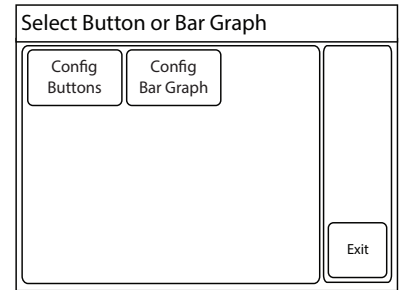 Select Button or Bar Graph
Config
Buttons
Config
Bar Graph
Exit